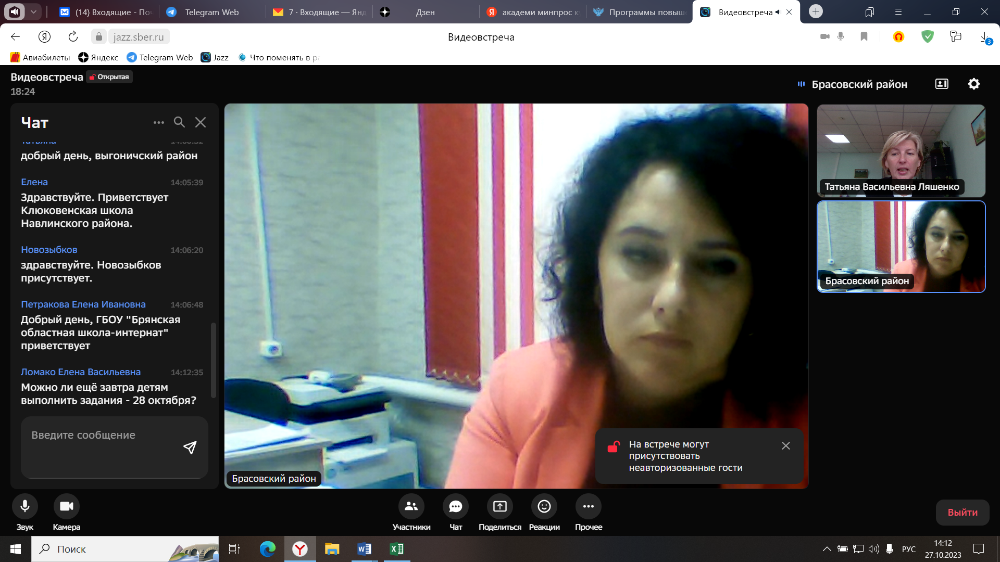 (14) Входящие - По
Telegram Web
7 · Входящие — Янд
Дзен
академи минпрос к
Программы повыш
Видеовстреча
jazz.sber.ru
Видеовстреча
3
Авиабилеты
Яндекс
Telegram Web
Jazz
Что поменять в ра
Видеовстреча
Открытая
18:24
Брасовский район
Чат
Татьяна
добрый день, выгоничский район
Елена 14:05:39
Здравствуйте. Приветствует
Клюковенская школа
Навлинского района.
Новозыбков 14:06:20
здравствуйте. Новозыбков
присутствует.
Петракова Елена Ивановна 14:06:48
Добрый день, ГБОУ "Брянская
областная школа-интернат"
приветствует
Ломако Елена Васильевна 14:12:35
Можно ли ещё завтра детям
выполнить задания - 28 октября?
Введите сообщение
Брасовский район
На встрече могут
присутствовать
неавторизованные гости
Татьяна Васильевна Ляшенко
Брасовский район
Звук
Камера
Участники
Чат
Поделиться
Реакции
Прочее
Выйти
Поиск
РУС
14:12
27.10.2023